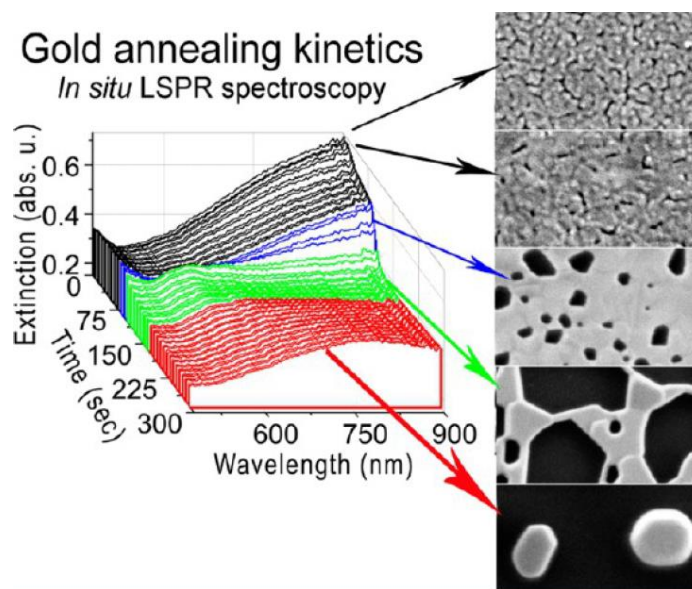 Gold annealing kinetics
In situ LSPR spectroscopy
Extinction (abs. u.)
0.6
0.4
0.2
0
75
150
225
300
Time (sec)
600
750
900
Wavelength (nm)